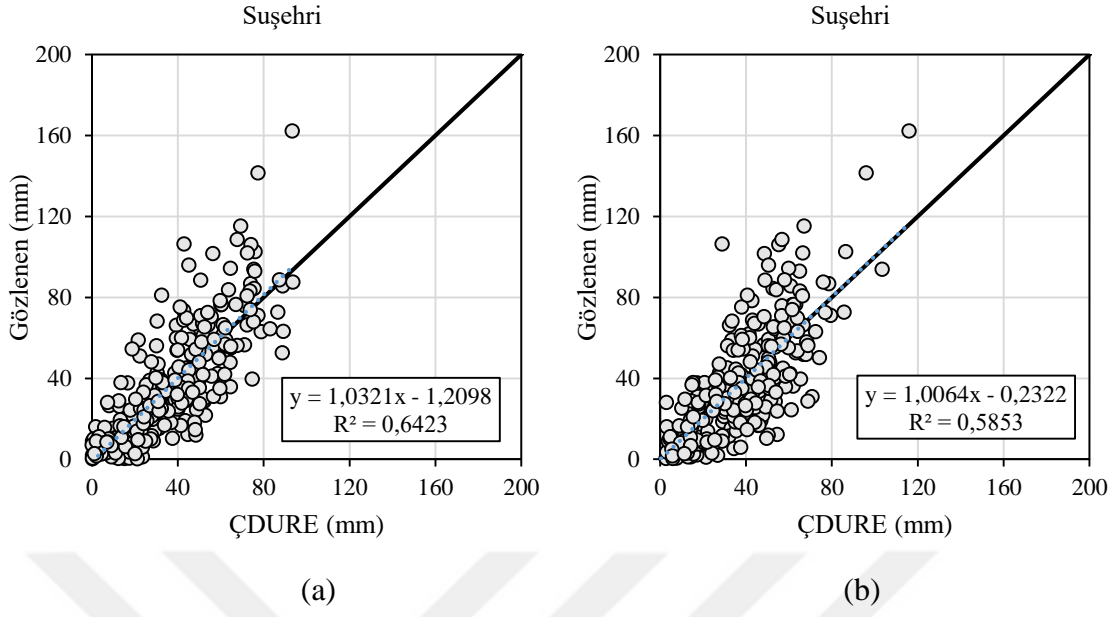 Suşehri
200
160
120
80
40
0
Gözlenen (mm)
y = 1,0321x - 1,2098
R² = 0,6423
0 40 80 120 160 200
ÇDURE (mm)
(a)
Suşehri
200
160
120
80
40
0
Gözlenen (mm)
y = 1,0064x - 0,2322
R² = 0,5853
0 40 80 120 160 200
ÇDURE (mm)
(b)